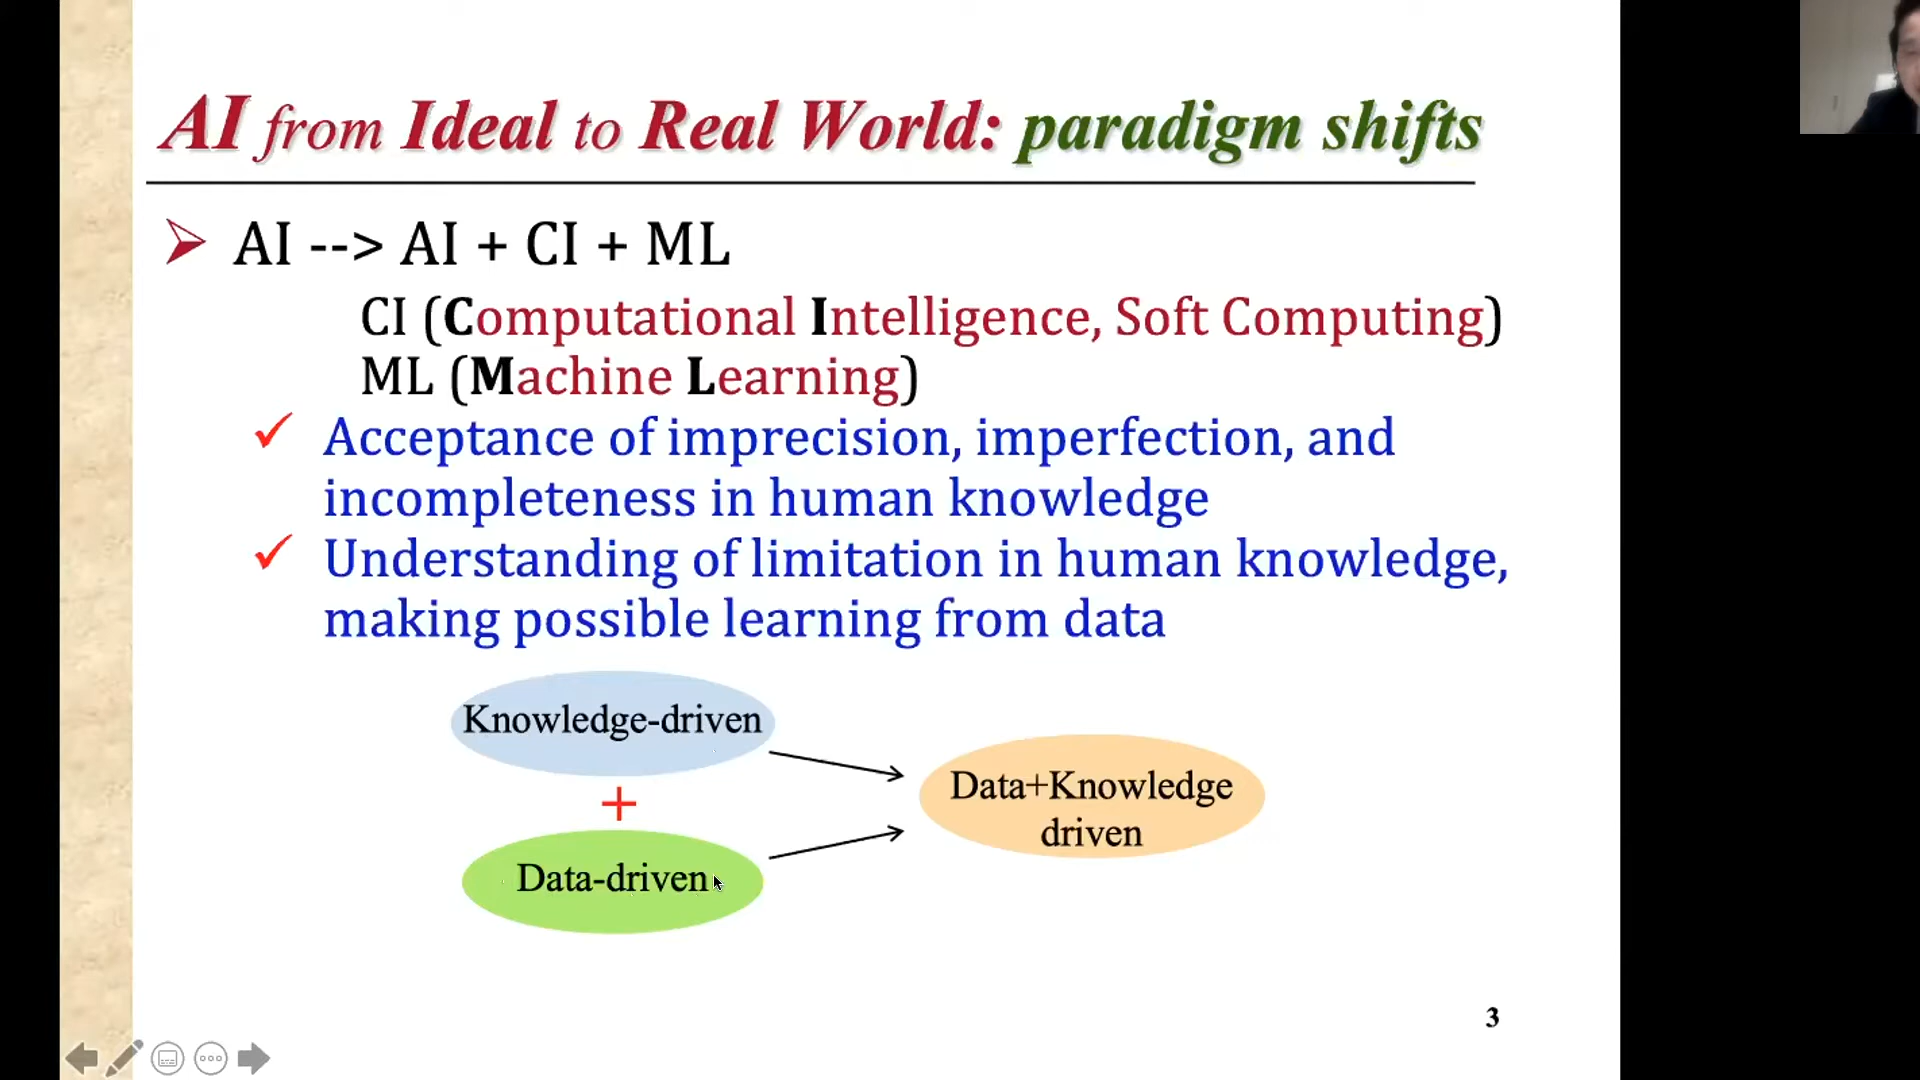 AI from Ideal to Real World: paradigm shifts
AI --> AI + CI + ML
CI (Computational Intelligence, Soft Computing)
ML (Machine Learning)
Acceptance of imprecision, imperfection, and
incompleteness in human knowledge
Understanding of limitation in human knowledge,
making possible learning from data
Knowledge-driven
+
Data-driven
Data+Knowledge
driven
3